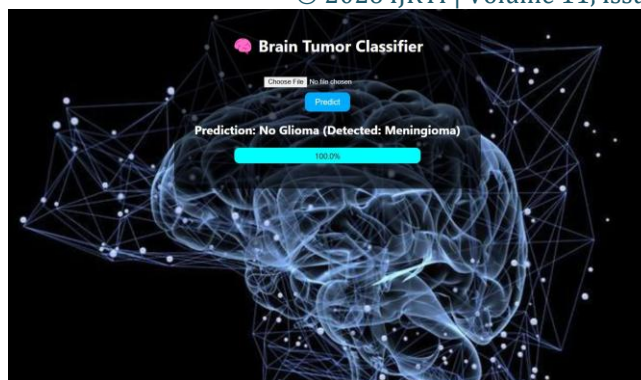 🧠 Brain Tumor Classifier
Choose File No file chosen
Predict
Prediction: No Glioma (Detected: Meningioma)
100.0%